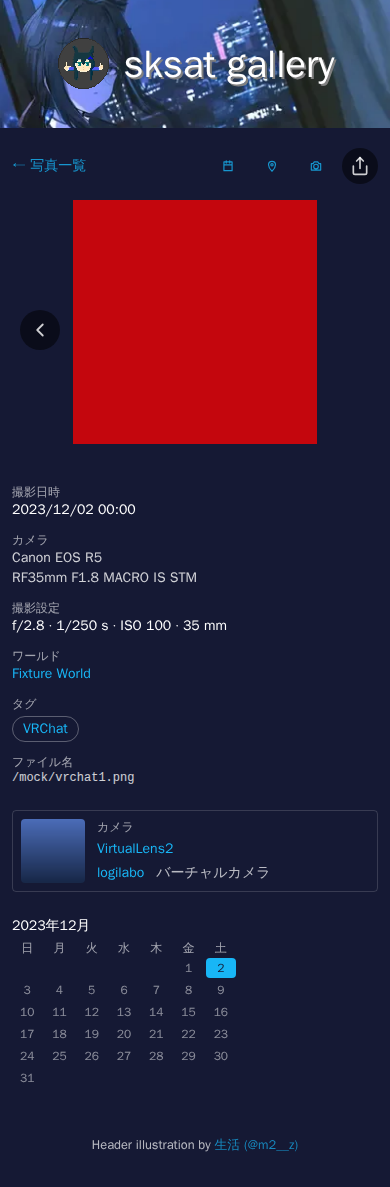 sksat gallery
← 写真一覧
撮影日時
2023/12/02 00:00
カメラ
Canon EOS R5
RF35mm F1.8 MACRO IS STM
撮影設定
f/2.8 · 1/250 s · ISO 100 · 35 mm
ワールド
Fixture World
タグ
VRChat
ファイル名
/mock/vrchat1.png
カメラ
VirtualLens2
logilabo バーチャルカメラ
2023年12月
日 月 火 水 木 金 土
1 2
3 4 5 6 7 8 9
10 11 12 13 14 15 16
17 18 19 20 21 22 23
24 25 26 27 28 29 30
31
Header illustration by 生活 (@m2__z)